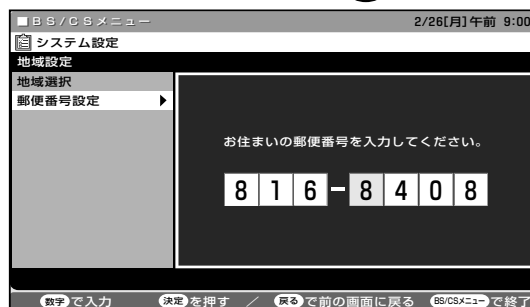 ■BS/CSメニュー 2/26[月]午前 9:00
システム設定
地域設定
地域選択
郵便番号設定 ▶
お住まいの郵便番号を入力してください。
816-8408
数字で入力 決定を押す / 戻るで前の画面に戻る BS/CSメニューで終了